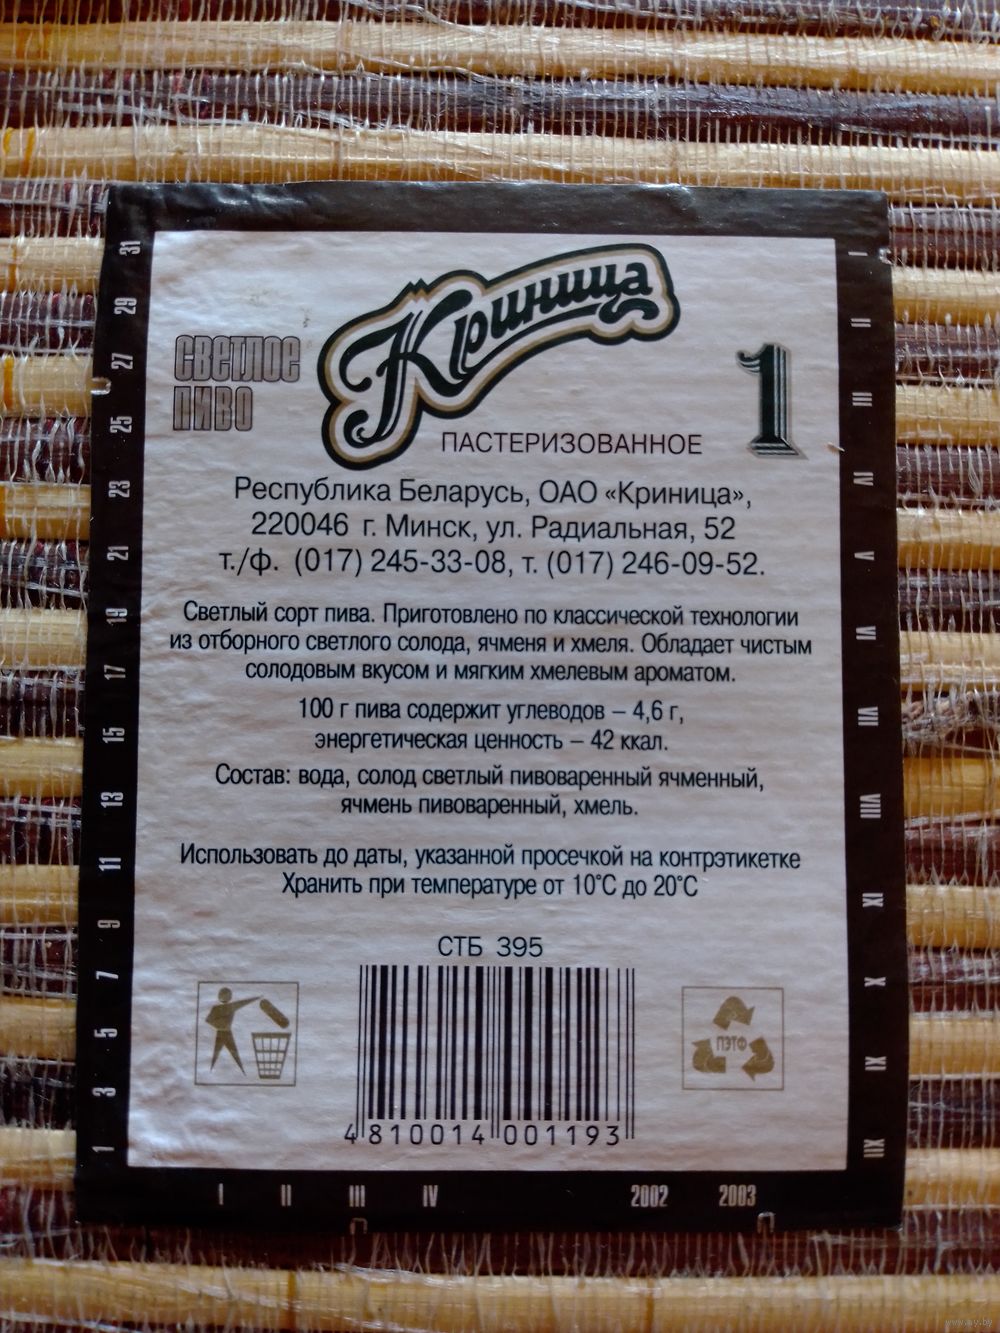 СВЕТЛОЕ
ПИВО
Криница
1
ПАСТЕРИЗОВАННОЕ
Республика Беларусь, ОАО «Криница»,
220046 г. Минск, ул. Радиальная, 52
т./ф. (017) 245-33-08, т. (017) 246-09-52.
Светлый сорт пива. Приготовлено по классической технологии
из отборного светлого солода, ячменя и хмеля. Обладает чистым
солодовым вкусом и мягким хмелевым ароматом.
100 г пива содержит углеводов – 4,6 г,
энергетическая ценность – 42 ккал.
Состав: вода, солод светлый пивоваренный ячменный,
ячмень пивоваренный, хмель.
Использовать до даты, указанной просечкой на контрэтикетке
Хранить при температуре от 10°С до 20°С
СТБ 395
ПЭТФ
4 810014 001193
31
29
27
25
23
21
19
17
15
13
11
9
7
5
3
1
I
II
III
IV
V
VI
VII
VIII
IX
X
XI
XII
I II III IV 2002 2003
www.ay.by